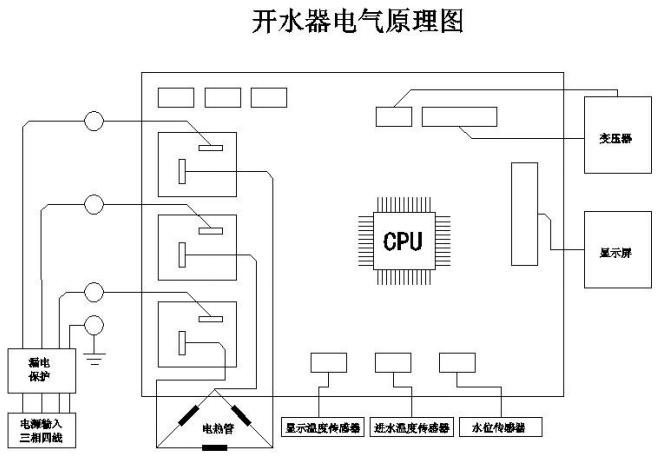 开水器电气原理图
变压器
CPU
显示屏
漏电
保护
电源输入
三相四线
电热管
显示温度传感器
进水温度传感器
水位传感器